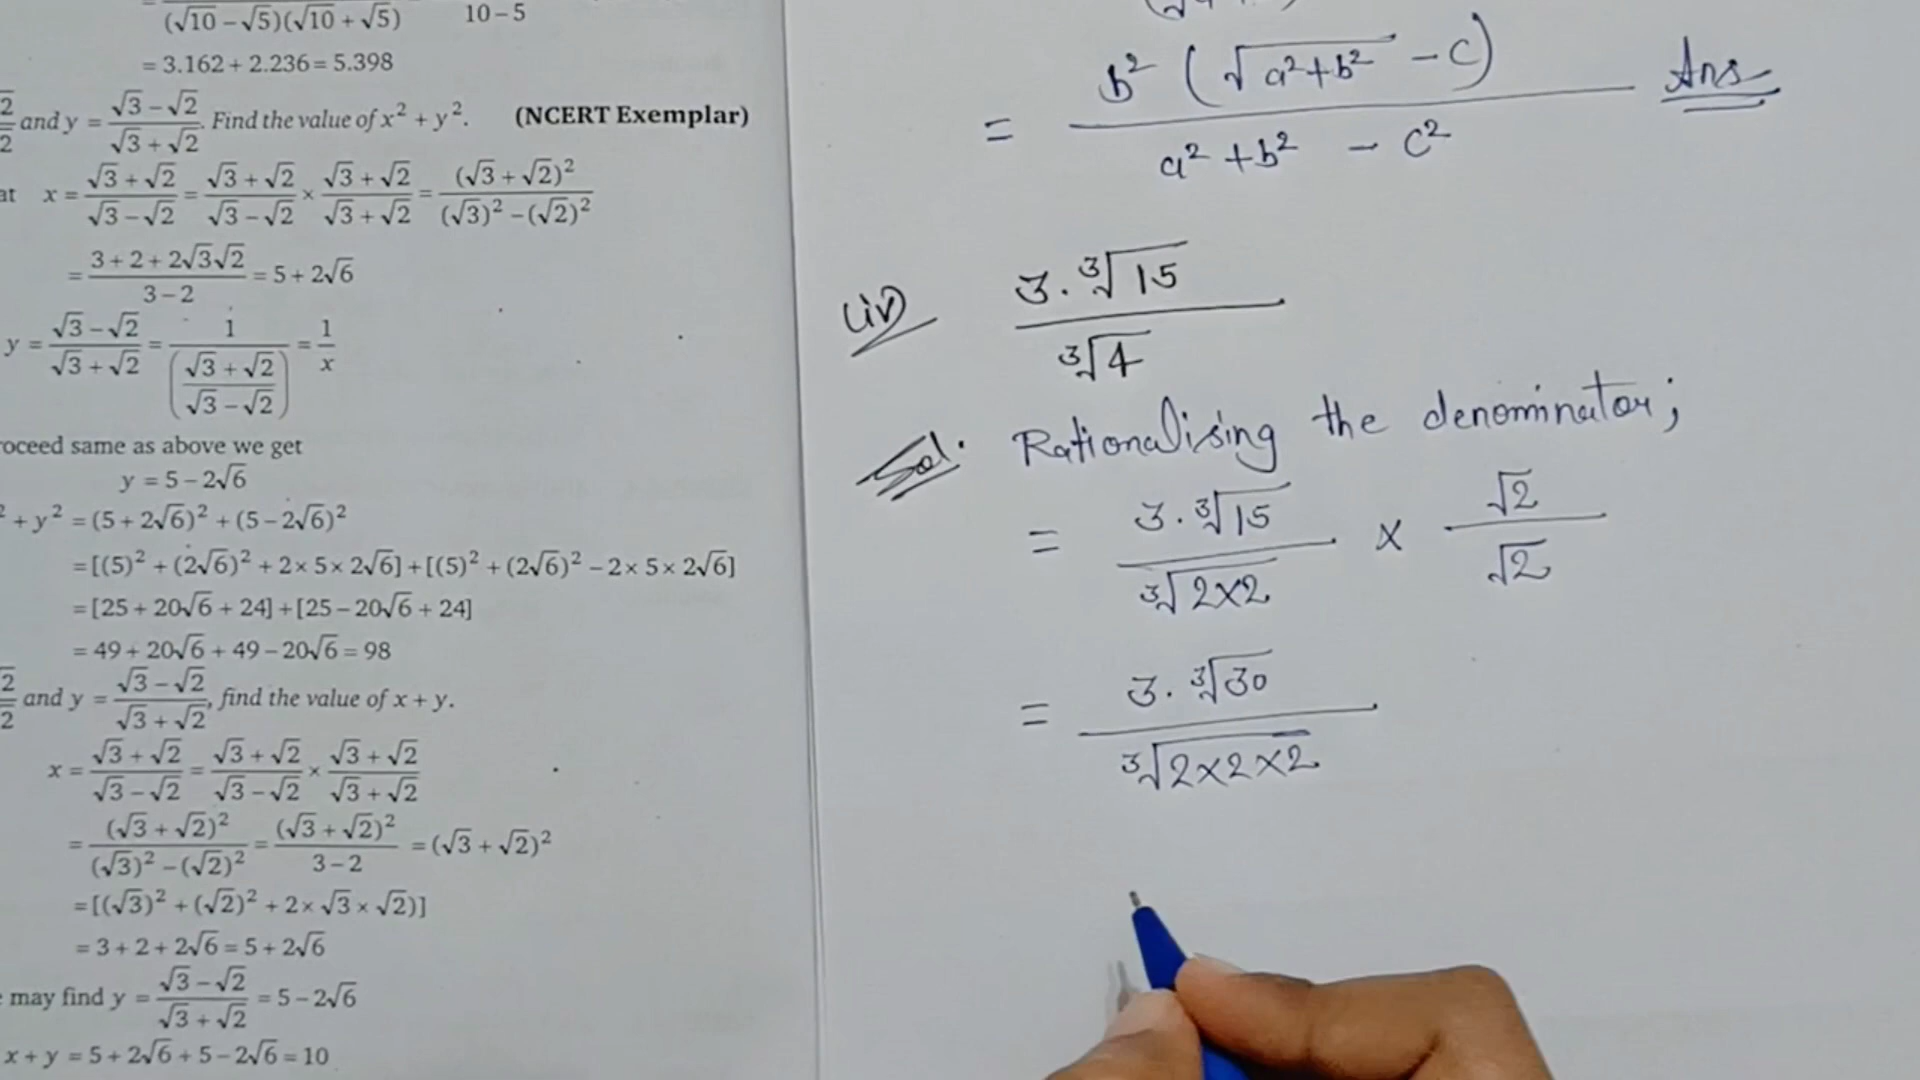 = (√10 – √5)(√10 + √5)   10 – 5
= 3.162 + 2.236 = 5.398
2/2 and y = (√3 – √2)/(√3 + √2). Find the value of x² + y². (NCERT Exemplar)
at x = (√3 + √2)/(√3 – √2) = (√3 + √2)/(√3 – √2) × (√3 + √2)/(√3 + √2) = (√3 + √2)²/((√3)² – (√2)²)
= (3 + 2 + 2√3√2)/(3 – 2) = 5 + 2√6
y = (√3 – √2)/(√3 + √2) = 1/((√3 + √2)/(√3 – √2)) = 1/x
roceed same as above we get
y = 5 – 2√6
² + y² = (5 + 2√6)² + (5 – 2√6)²
= [(5)² + (2√6)² + 2 × 5 × 2√6] + [(5)² + (2√6)² – 2 × 5 × 2√6]
= [25 + 20√6 + 24] + [25 – 20√6 + 24]
= 49 + 20√6 + 49 – 20√6 = 98
2/2 and y = (√3 – √2)/(√3 + √2), find the value of x + y.
x = (√3 + √2)/(√3 – √2) = (√3 + √2)/(√3 – √2) × (√3 + √2)/(√3 + √2)
= (√3 + √2)²/((√3)² – (√2)²) = (√3 + √2)²/(3 – 2) = (√3 + √2)²
= [(√3)² + (√2)² + 2 × √3 × √2)]
= 3 + 2 + 2√6 = 5 + 2√6
e may find y = (√3 – √2)/(√3 + √2) = 5 – 2√6
x + y = 5 + 2√6 + 5 – 2√6 = 10
= b² (√(a²+b²) – c)/(a² + b² – c²) Ans
(iv) 3.∛15/∛4
Sol. Rationalising the denominator;
= 3.∛15/∛(2×2) × √2/√2
= 3.∛30/∛(2×2×2)